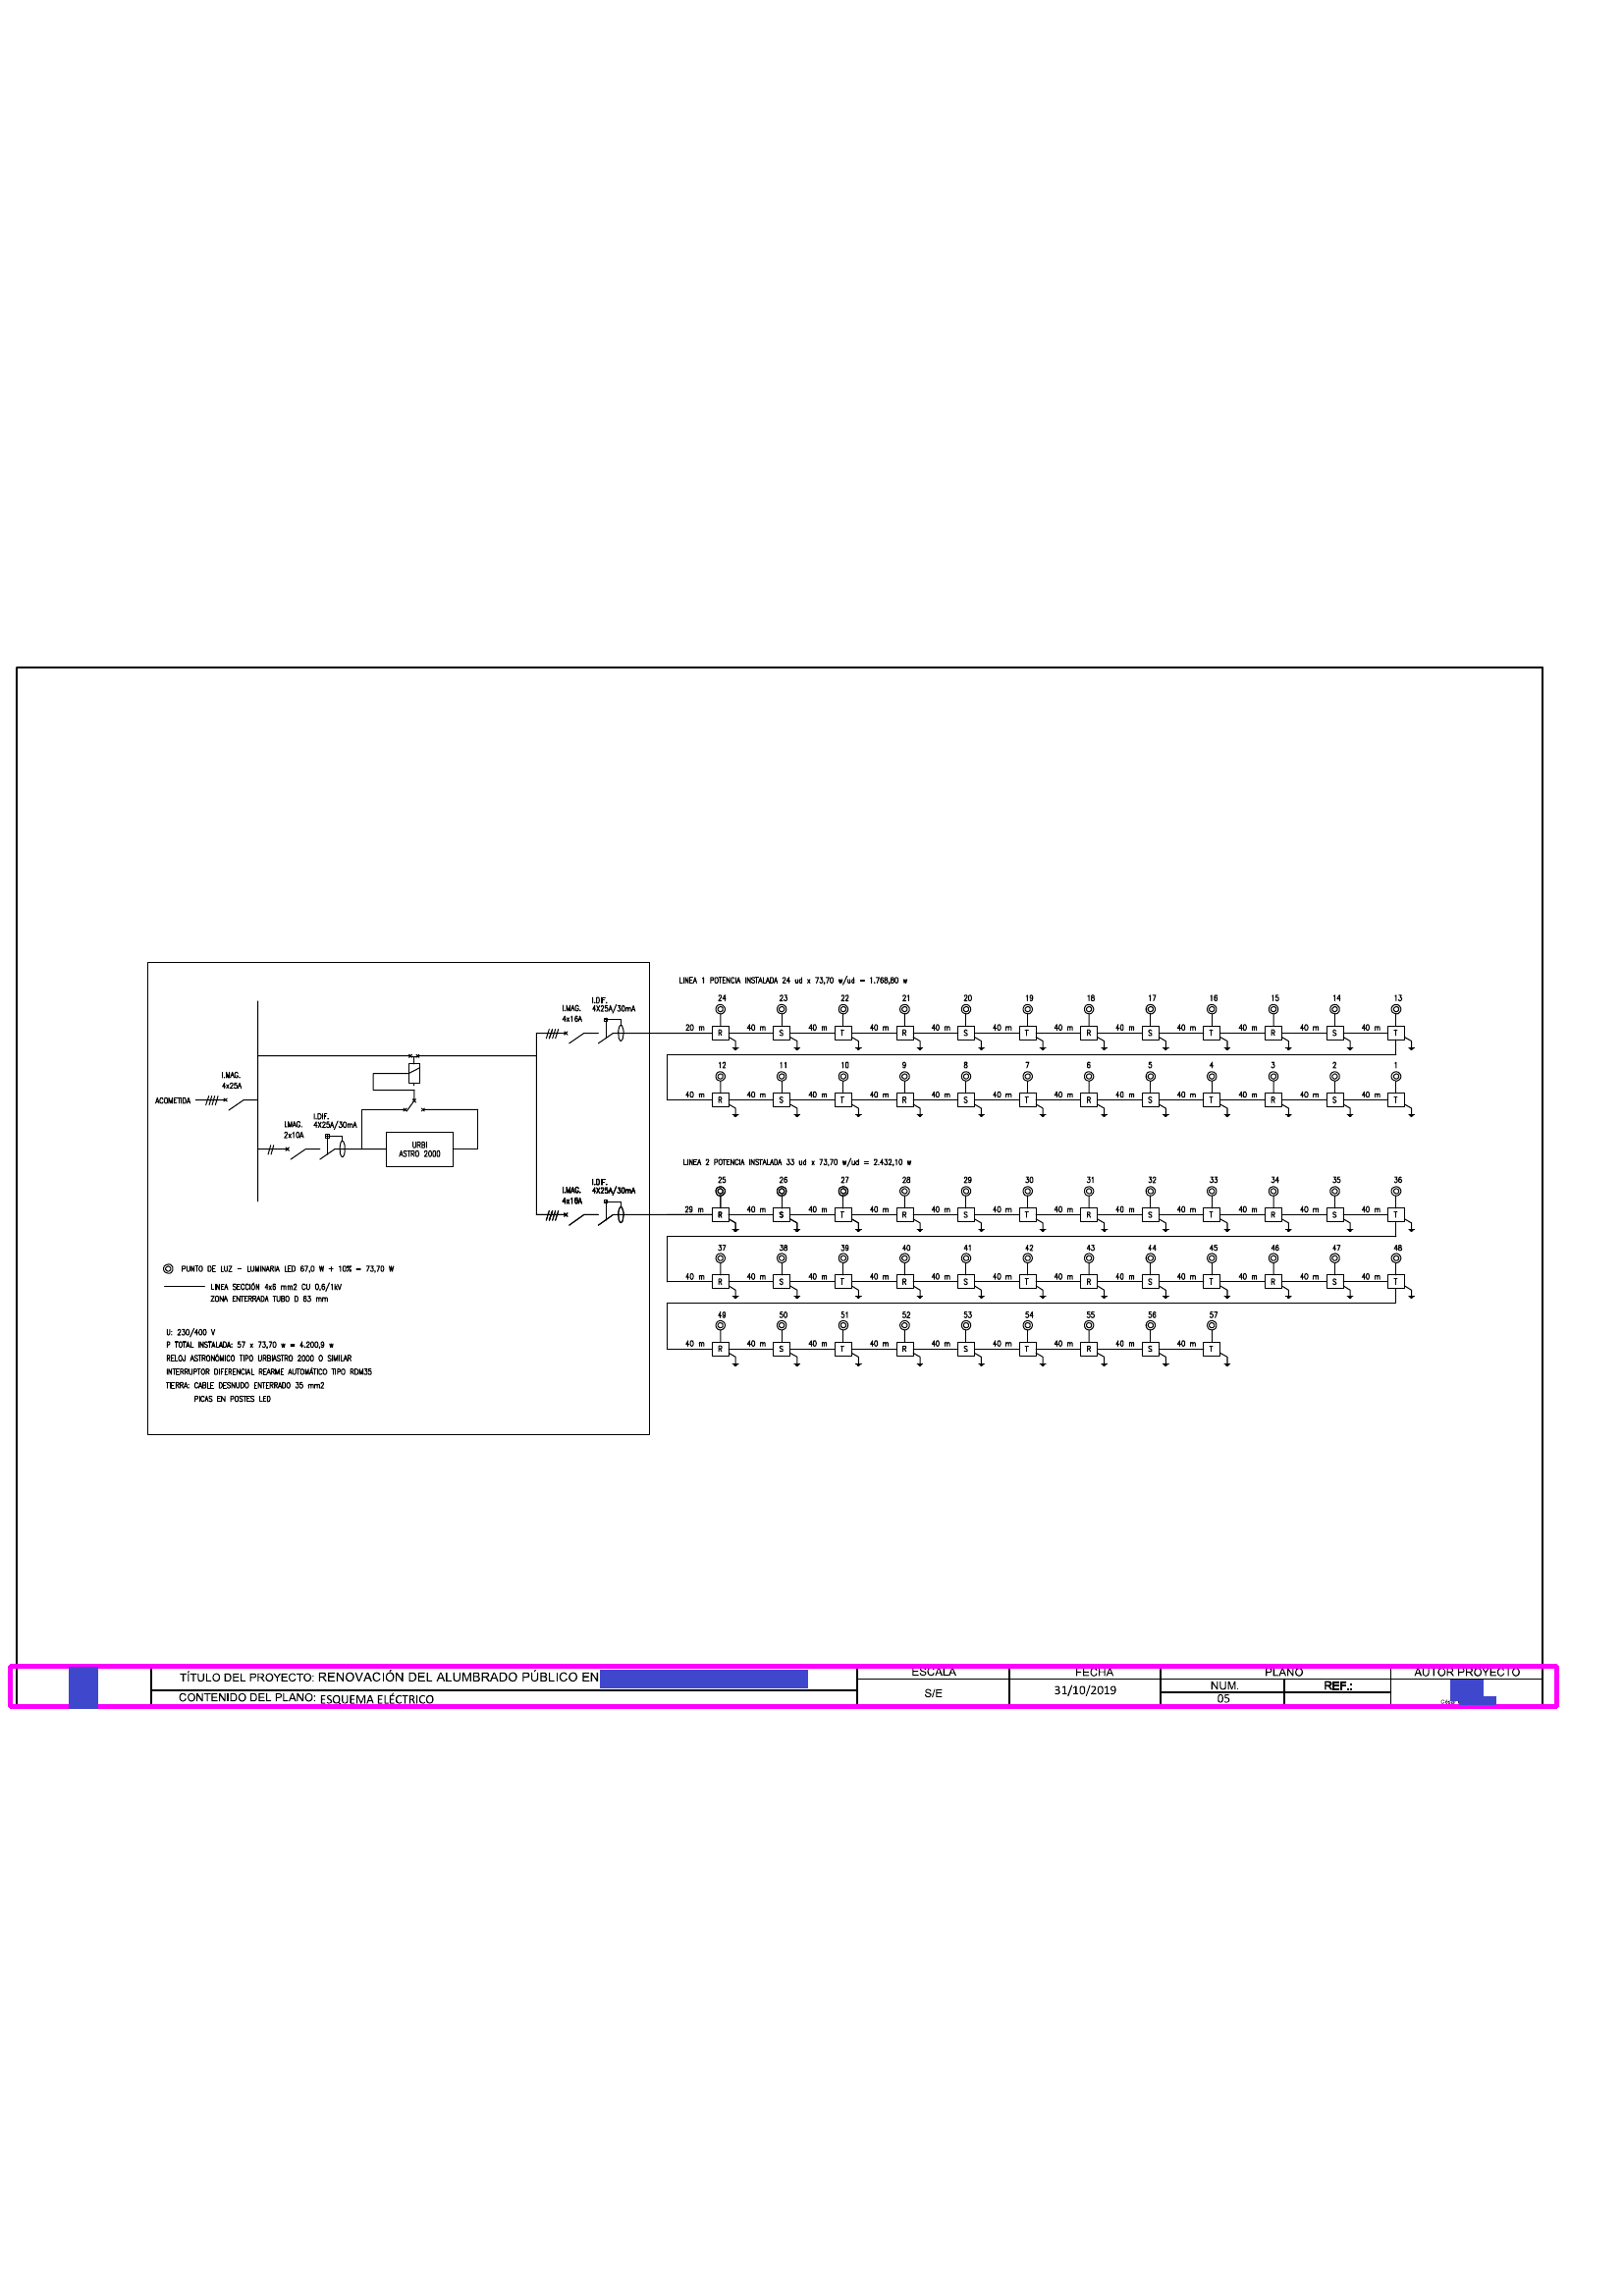 LINEA 1 POTENCIA INSTALADA 24 ud x 73,70 w/ud = 1.768,80 w
24 23 22 21 20 19 18 17 16 15 14 13
20 m R 40 m S 40 m T 40 m R 40 m S 40 m T 40 m R 40 m S 40 m T 40 m R 40 m S 40 m T
12 11 10 9 8 7 6 5 4 3 2 1
40 m R 40 m S 40 m T 40 m R 40 m S 40 m T 40 m R 40 m S 40 m T 40 m R 40 m S 40 m T
I.DIF.
I.MAG. 4X25A/30mA
4x16A
I.MAG.
4x25A
ACOMETIDA
I.DIF.
I.MAG. 4X25A/30mA
2x10A
URBI
ASTRO 2000
I.DIF.
I.MAG. 4X25A/30mA
4x16A
LINEA 2 POTENCIA INSTALADA 33 ud x 73,70 w/ud = 2.432,10 w
25 26 27 28 29 30 31 32 33 34 35 36
29 m R 40 m S 40 m T 40 m R 40 m S 40 m T 40 m R 40 m S 40 m T 40 m R 40 m S 40 m T
37 38 39 40 41 42 43 44 45 46 47 48
40 m R 40 m S 40 m T 40 m R 40 m S 40 m T 40 m R 40 m S 40 m T 40 m R 40 m S 40 m T
49 50 51 52 53 54 55 56 57
40 m R 40 m S 40 m T 40 m R 40 m S 40 m T 40 m R 40 m S 40 m T
PUNTO DE LUZ - LUMINARIA LED 67,0 W + 10% = 73,70 W
LINEA SECCIÓN 4x6 mm2 CU 0,6/1kV
ZONA ENTERRADA TUBO D 63 mm
U: 230/400 V
P TOTAL INSTALADA: 57 x 73,70 w = 4.200,9 w
RELOJ ASTRONÓMICO TIPO URBIASTRO 2000 O SIMILAR
INTERRUPTOR DIFERENCIAL REARME AUTOMÁTICO TIPO RDM35
TIERRA: CABLE DESNUDO ENTERRADO 35 mm2
PICAS EN POSTES LED
TÍTULO DEL PROYECTO: RENOVACIÓN DEL ALUMBRADO PÚBLICO EN
CONTENIDO DEL PLANO: ESQUEMA ELÉCTRICO
ESCALA
S/E
FECHA
31/10/2019
PLANO
NUM. REF.:
05
AUTOR PROYECTO